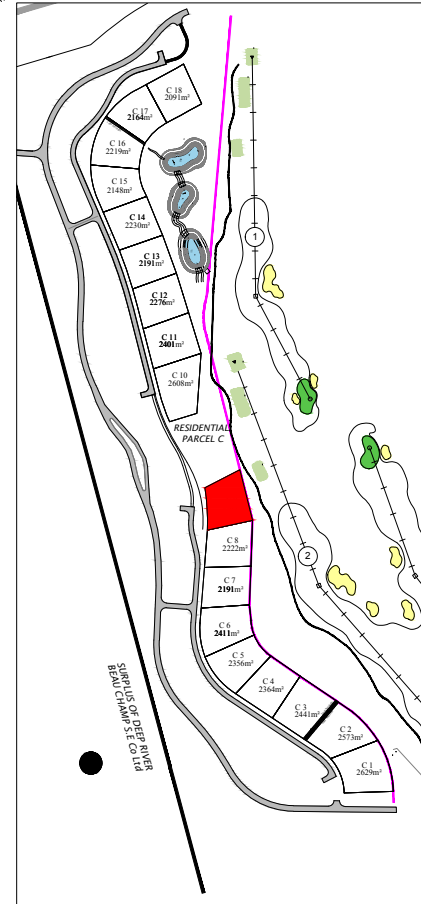 C 18
2091m²
C 17
2164m²
C 16
2219m²
C 15
2148m²
C 14
2230m²
C 13
2191m²
C 12
2276m²
C 11
2401m²
C 10
2608m²
RESIDENTIAL
PARCEL C
C 8
2222m²
C 7
2191m²
C 6
2411m²
C 5
2356m²
C 4
2364m²
C 3
2441m²
C 2
2573m²
C 1
2629m²
1
2
SURPLUS OF DEEP RIVER
BEAU CHAMP S.E Co Ltd